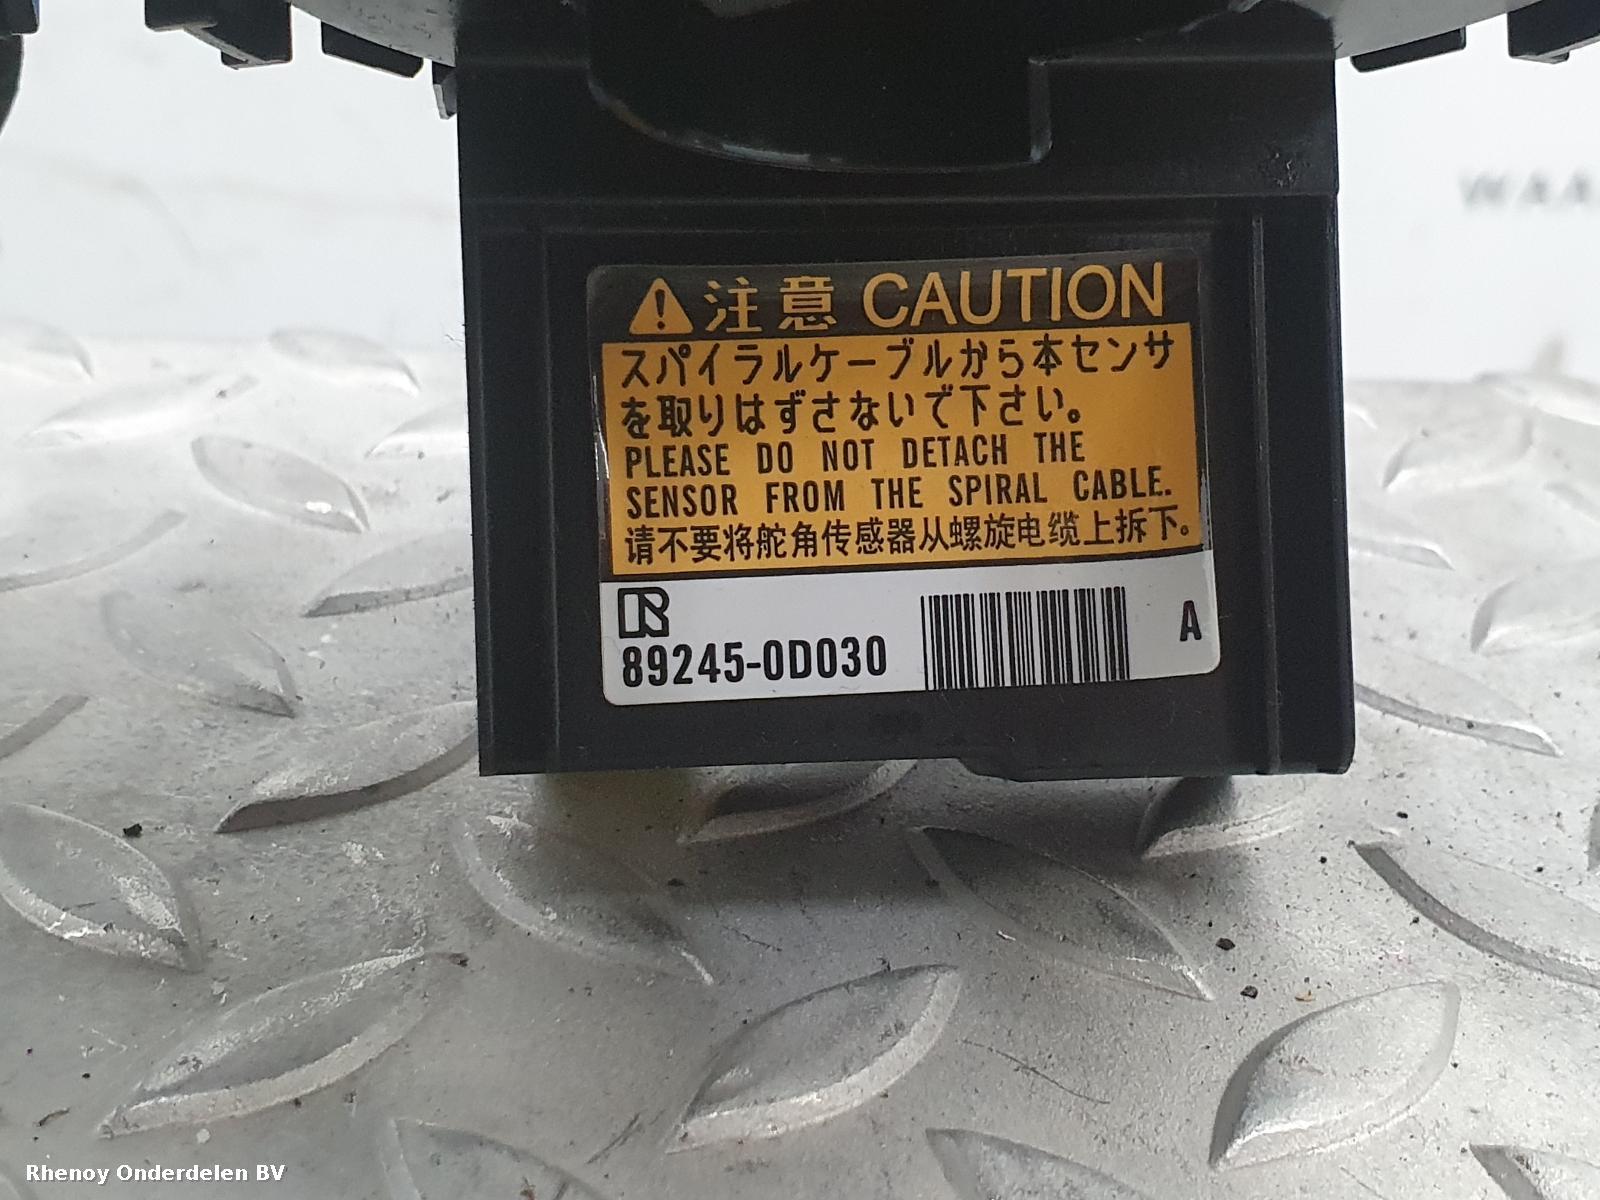 WAA
注意 CAUTION
スパイラルケーブルから本センサ
を取りはずさないで下さい。
PLEASE DO NOT DETACH THE
SENSOR FROM THE SPIRAL CABLE.
请不要将舵角传感器从螺旋电缆上拆下。
89245-0D030
A
Rhenoy Onderdelen BV